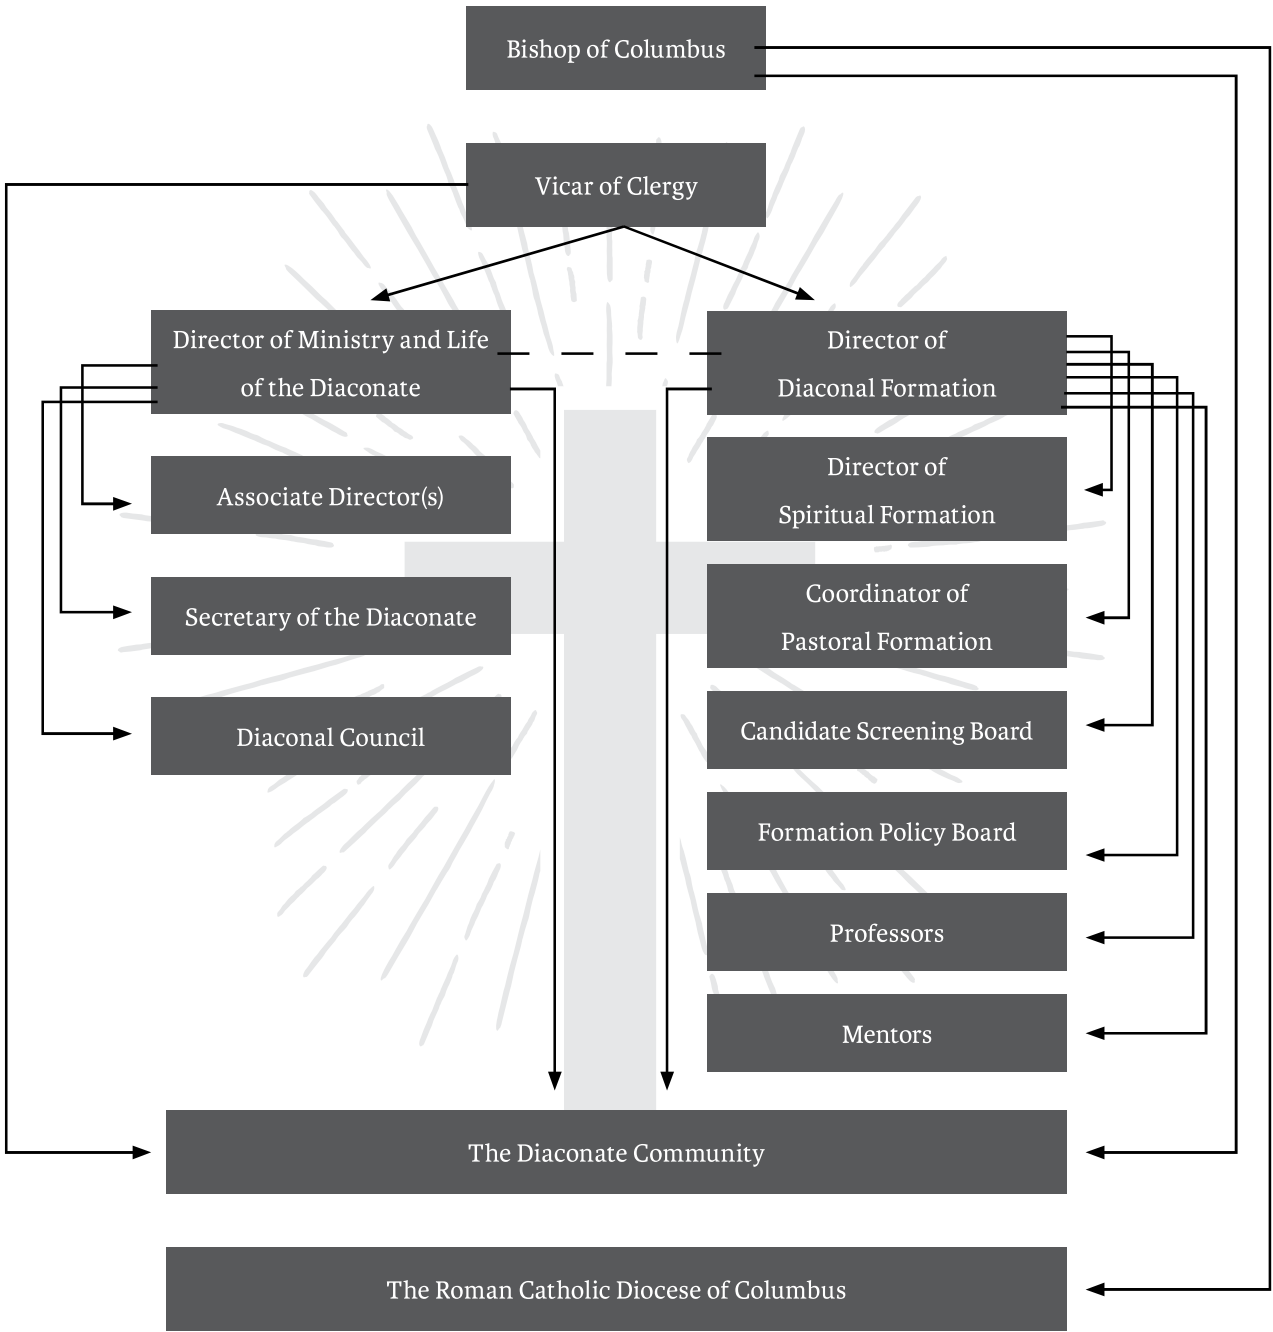 Bishop of Columbus
Vicar of Clergy
Director of Ministry and Life
of the Diaconate
Associate Director(s)
Secretary of the Diaconate
Diaconal Council
Director of
Diaconal Formation
Director of
Spiritual Formation
Coordinator of
Pastoral Formation
Candidate Screening Board
Formation Policy Board
Professors
Mentors
The Diaconate Community
The Roman Catholic Diocese of Columbus